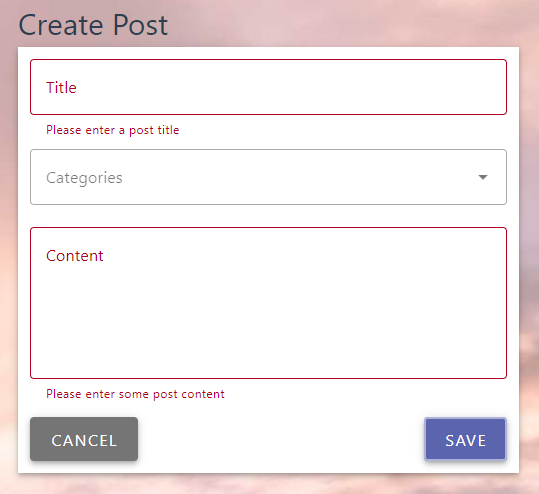 Create Post
Title
Please enter a post title
Categories
Content
Please enter some post content
CANCEL
SAVE